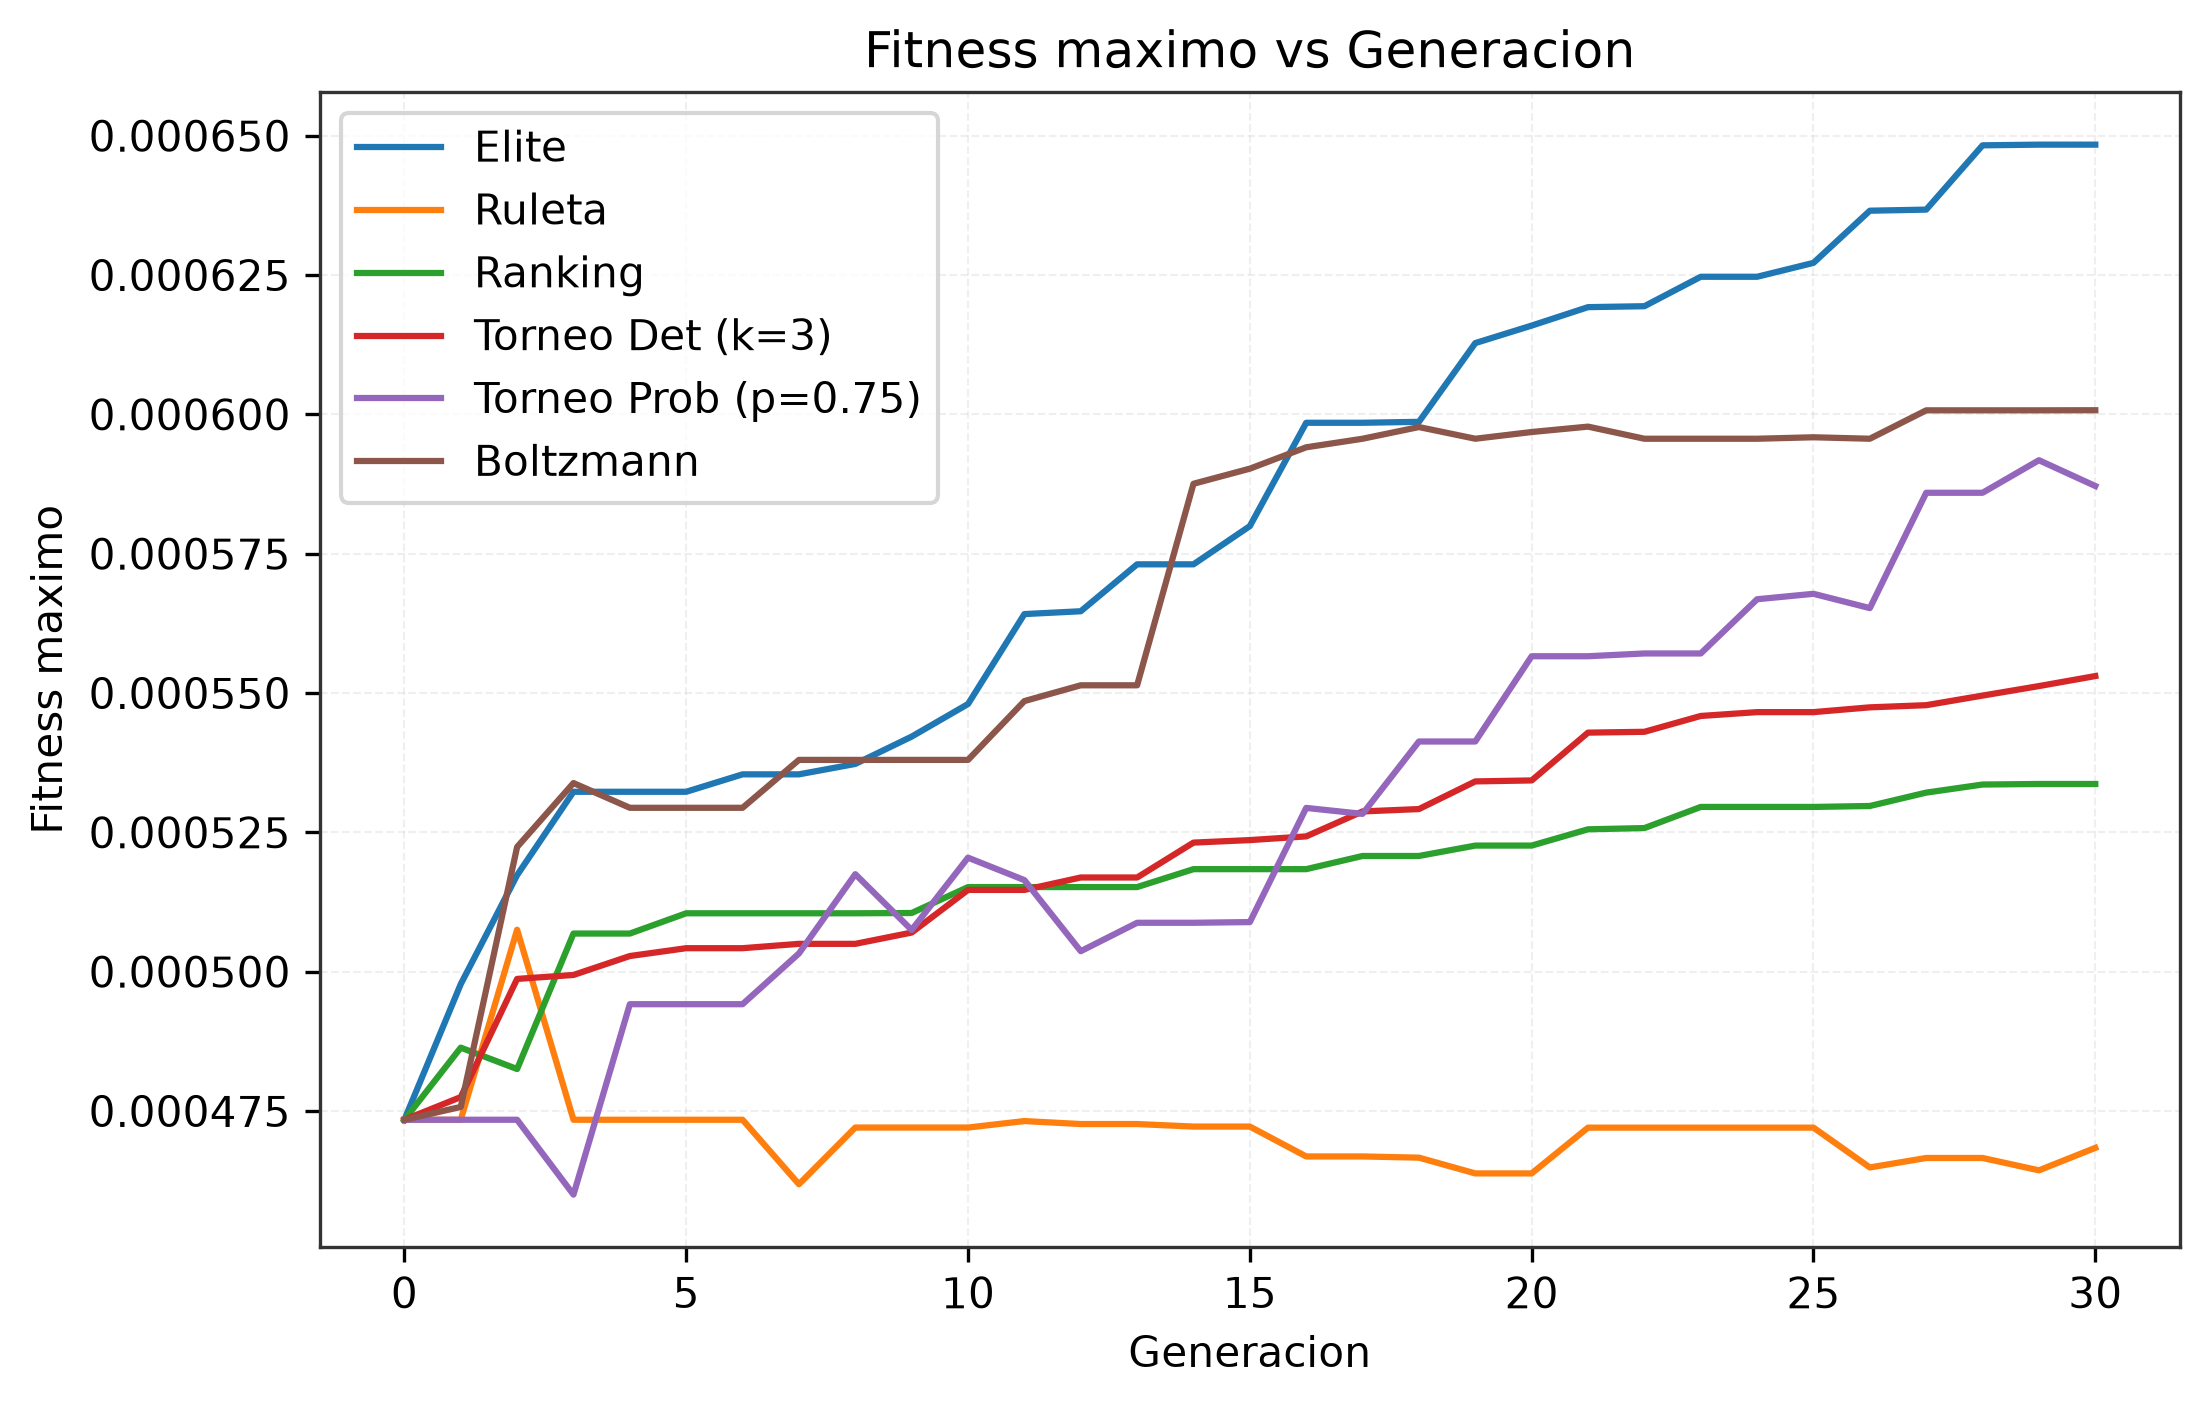 Fitness maximo vs Generacion
0.000650
0.000625
0.000600
0.000575
0.000550
0.000525
0.000500
0.000475
Fitness maximo
Elite
Ruleta
Ranking
Torneo Det (k=3)
Torneo Prob (p=0.75)
Boltzmann
0 5 10 15 20 25 30
Generacion